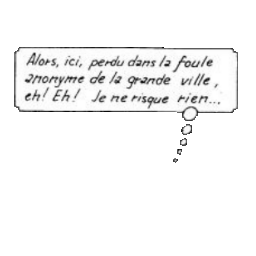 Alors, ici, perdu dans la foule
anonyme de la grande ville,
eh! Eh! Je ne risque rien...